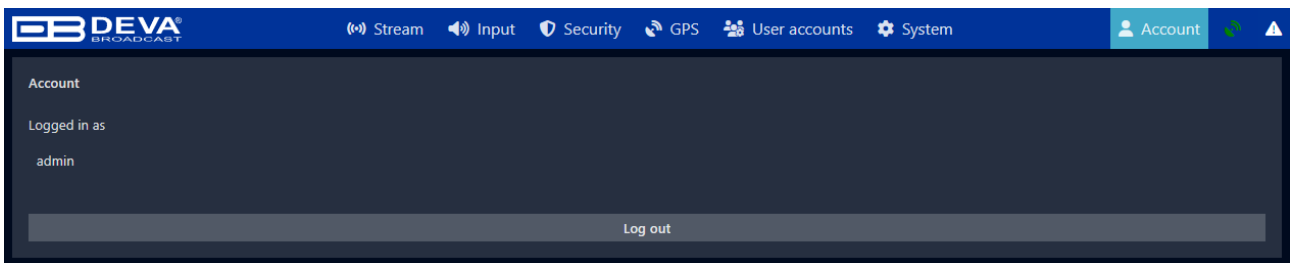 DEVA®
BROADCAST
Stream Input Security GPS User accounts System Account
Account
Logged in as
admin
Log out